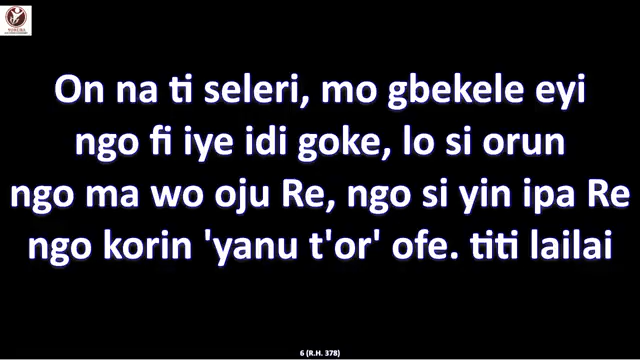 On na ti seleri, mo gbekele eyi
ngo fi iye idi goke, lo si orun
ngo ma wo oju Re, ngo si yin ipa Re
ngo korin 'yanu t'or' ofe. titi lailai
6 (R.H. 378)